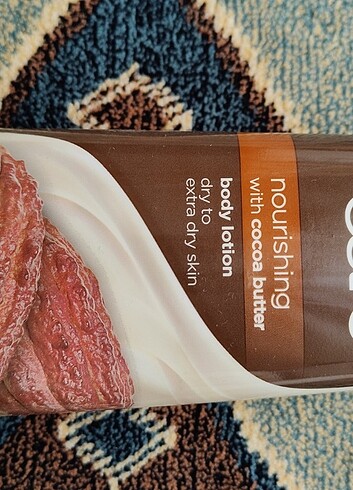 nourishing
with cocoa butter
body lotion
dry to
extra dry skin